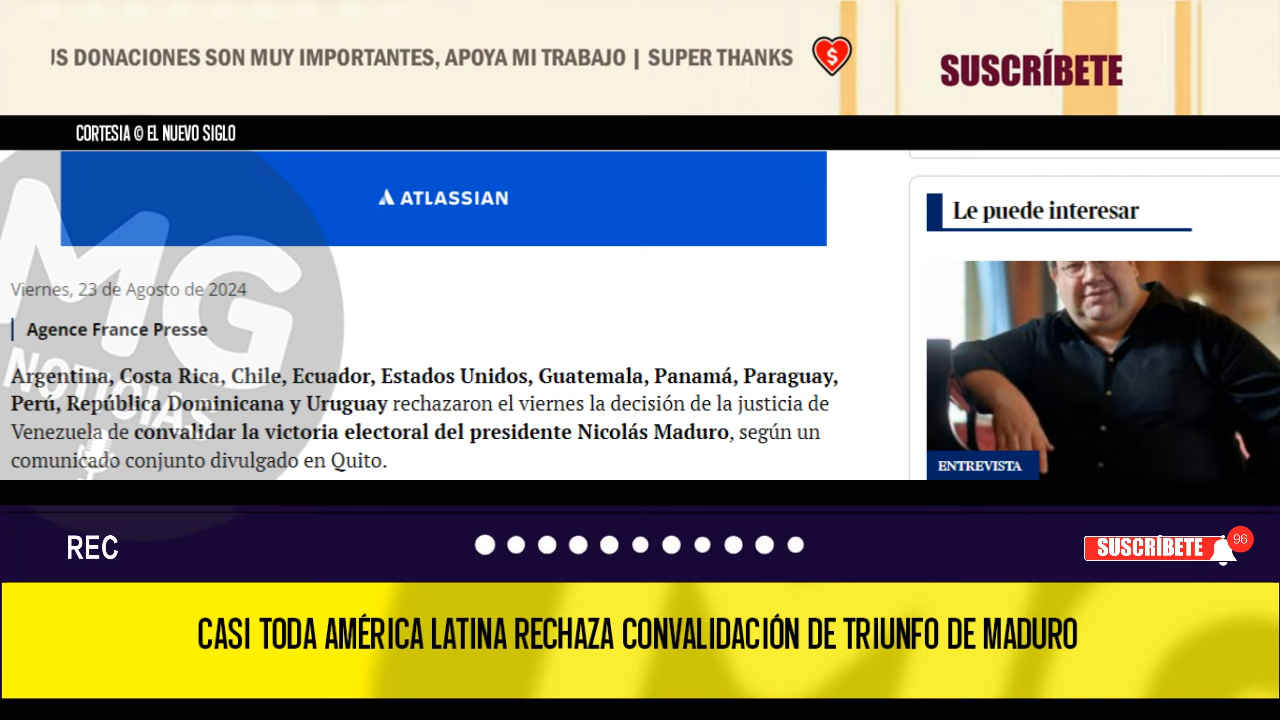 US DONACIONES SON MUY IMPORTANTES, APOYA MI TRABAJO | SUPER THANKS
$
SUSCRÍBETE
CORTESIA © EL NUEVO SIGLO
ATLASSIAN
Le puede interesar
MG
NOTICIAS
Viernes, 23 de Agosto de 2024
Agence France Presse
Argentina, Costa Rica, Chile, Ecuador, Estados Unidos, Guatemala, Panamá, Paraguay,
Perú, República Dominicana y Uruguay rechazaron el viernes la decisión de la justicia de
Venezuela de convalidar la victoria electoral del presidente Nicolás Maduro, según un
comunicado conjunto divulgado en Quito.
ENTREVISTA
REC
SUSCRÍBETE
96
CASI TODA AMÉRICA LATINA RECHAZA CONVALIDACIÓN DE TRIUNFO DE MADURO